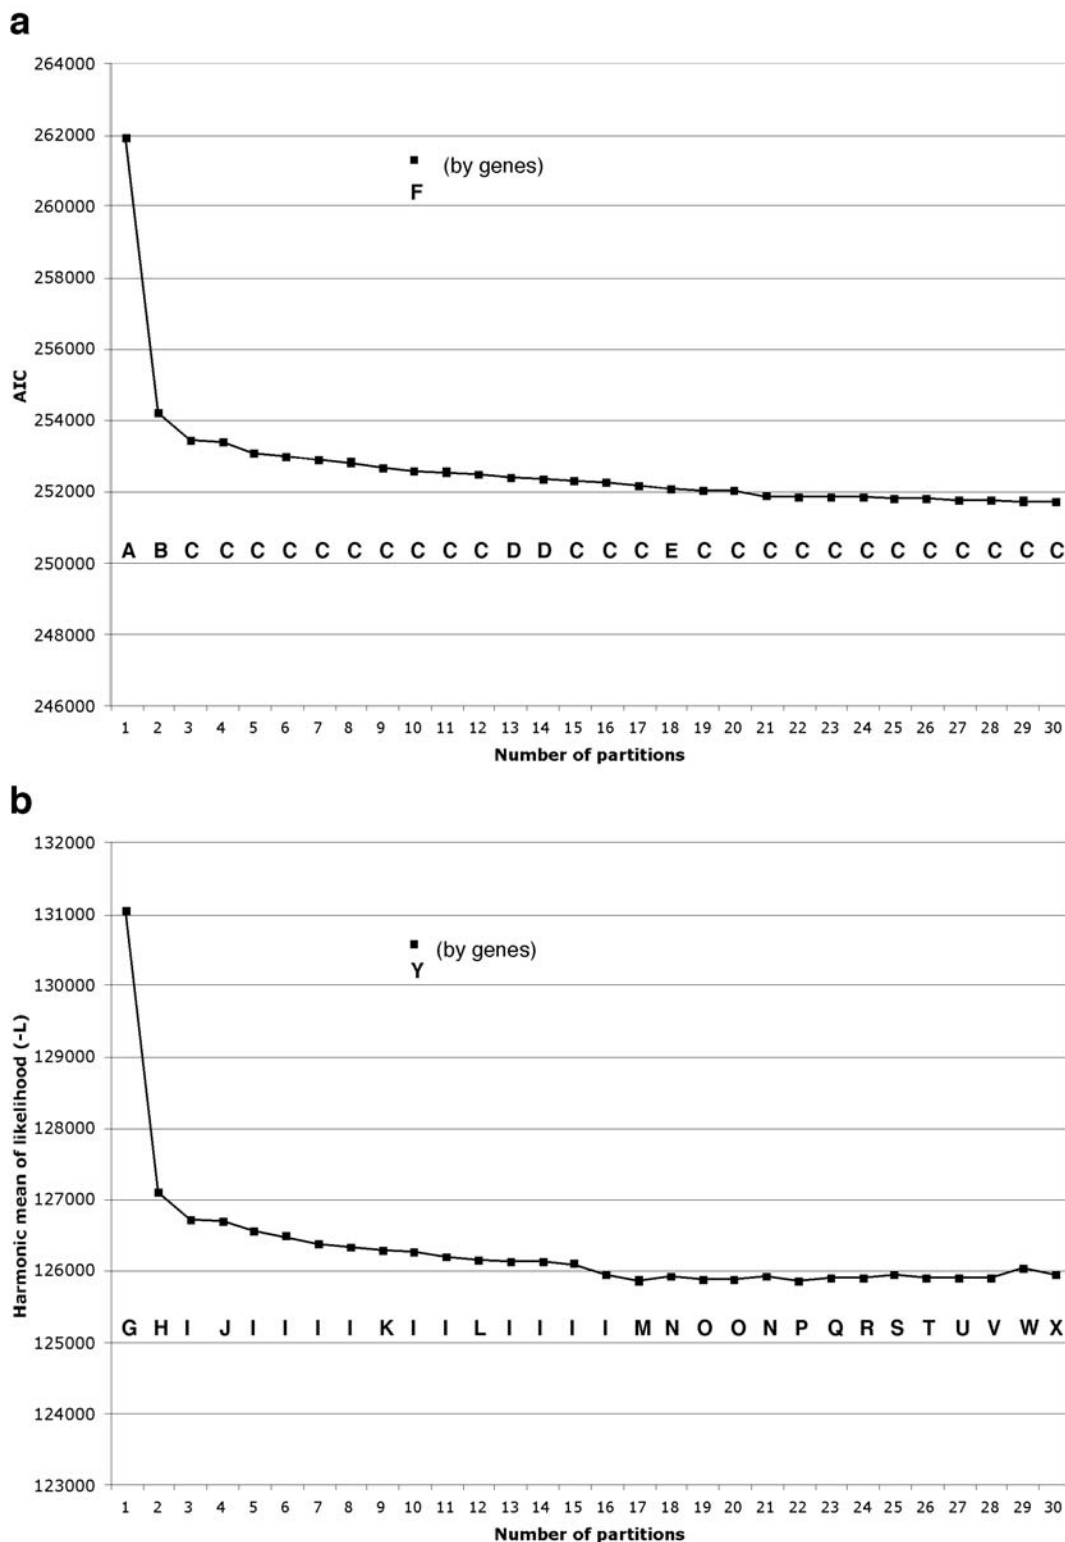 a
264000
262000
(by genes)
F
260000
258000
256000
AIC
254000
252000
A B C C C C C C C C C C D D C C C E C C C C C C C C C C C C
250000
248000
246000
1 2 3 4 5 6 7 8 9 10 11 12 13 14 15 16 17 18 19 20 21 22 23 24 25 26 27 28 29 30
Number of partitions
b
132000
131000
(by genes)
Y
130000
129000
Harmonic mean of likelihood (-L)
128000
127000
126000
G H I J I I I I K I I L I I I I M N O O N P Q R S T U V W X
125000
124000
123000
1 2 3 4 5 6 7 8 9 10 11 12 13 14 15 16 17 18 19 20 21 22 23 24 25 26 27 28 29 30
Number of partitions